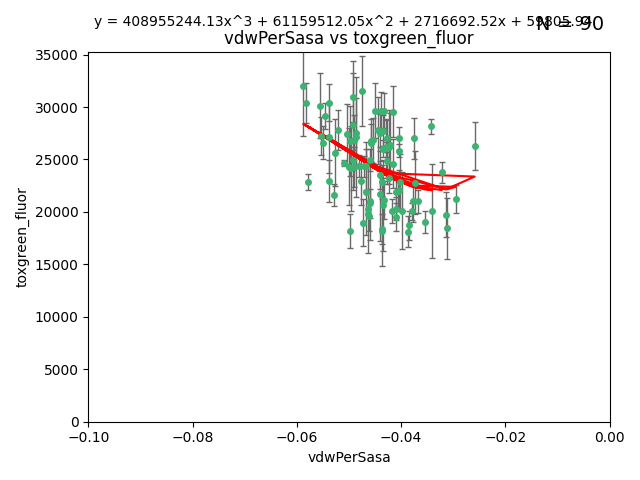 y = 408955244.13x^3 + 61159512.05x^2 + 2716692.52x + 59805.94
N = 90
vdwPerSasa vs toxgreen_fluor
35000
30000
25000
20000
15000
10000
5000
0
toxgreen_fluor
−0.10
−0.08
−0.06
−0.04
−0.02
0.00
vdwPerSasa